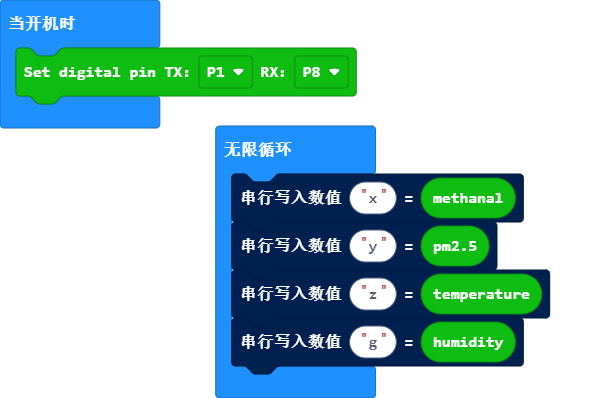 当开机时
Set digital pin TX: P1 RX: P8
无限循环
串行写入数值 "x" = methanal
串行写入数值 "y" = pm2.5
串行写入数值 "z" = temperature
串行写入数值 "g" = humidity